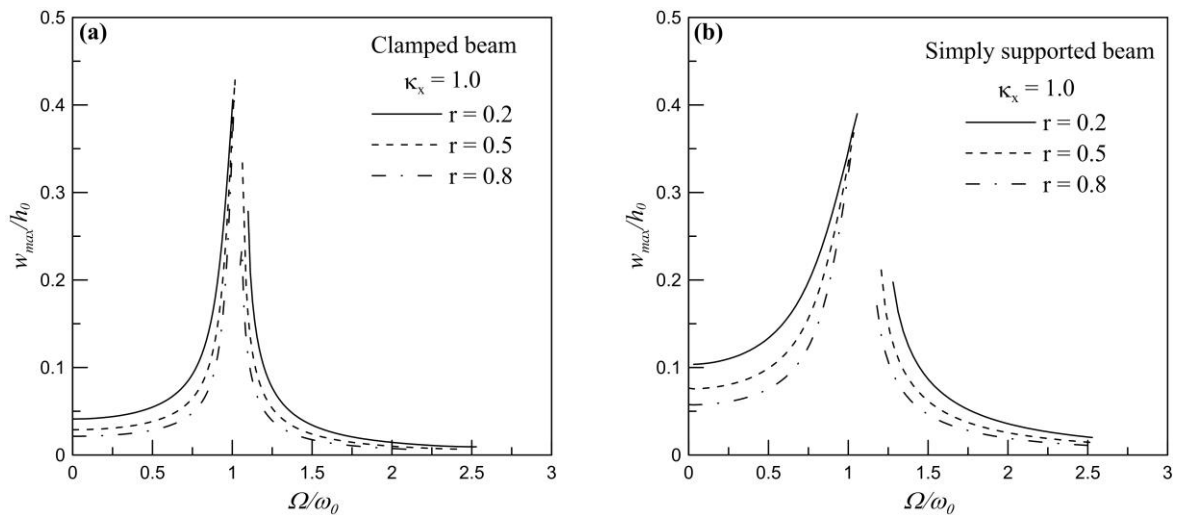 (a)
Clamped beam
κx = 1.0
r = 0.2
r = 0.5
r = 0.8
wmax/h0
0.5
0.4
0.3
0.2
0.1
0
0 0.5 1 1.5 2 2.5 3
Ω/ω0
(b)
Simply supported beam
κx = 1.0
r = 0.2
r = 0.5
r = 0.8
wmax/h0
0.5
0.4
0.3
0.2
0.1
0
0 0.5 1 1.5 2 2.5 3
Ω/ω0